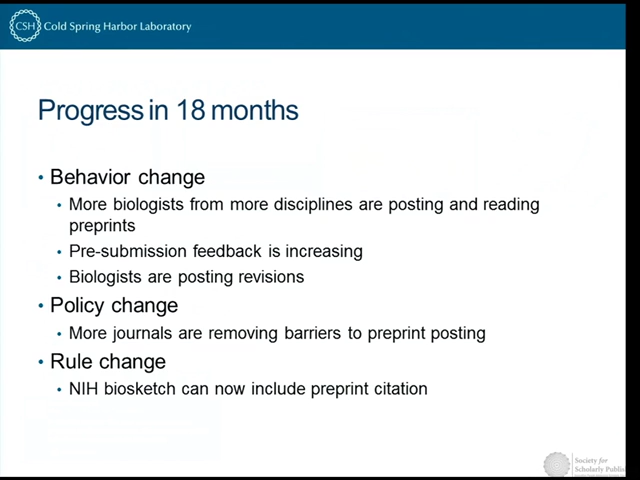 CSH Cold Spring Harbor Laboratory
Progress in 18 months
• Behavior change
• More biologists from more disciplines are posting and reading
preprints
• Pre-submission feedback is increasing
• Biologists are posting revisions
• Policy change
• More journals are removing barriers to preprint posting
• Rule change
• NIH biosketch can now include preprint citation
Society for
Scholarly Publis